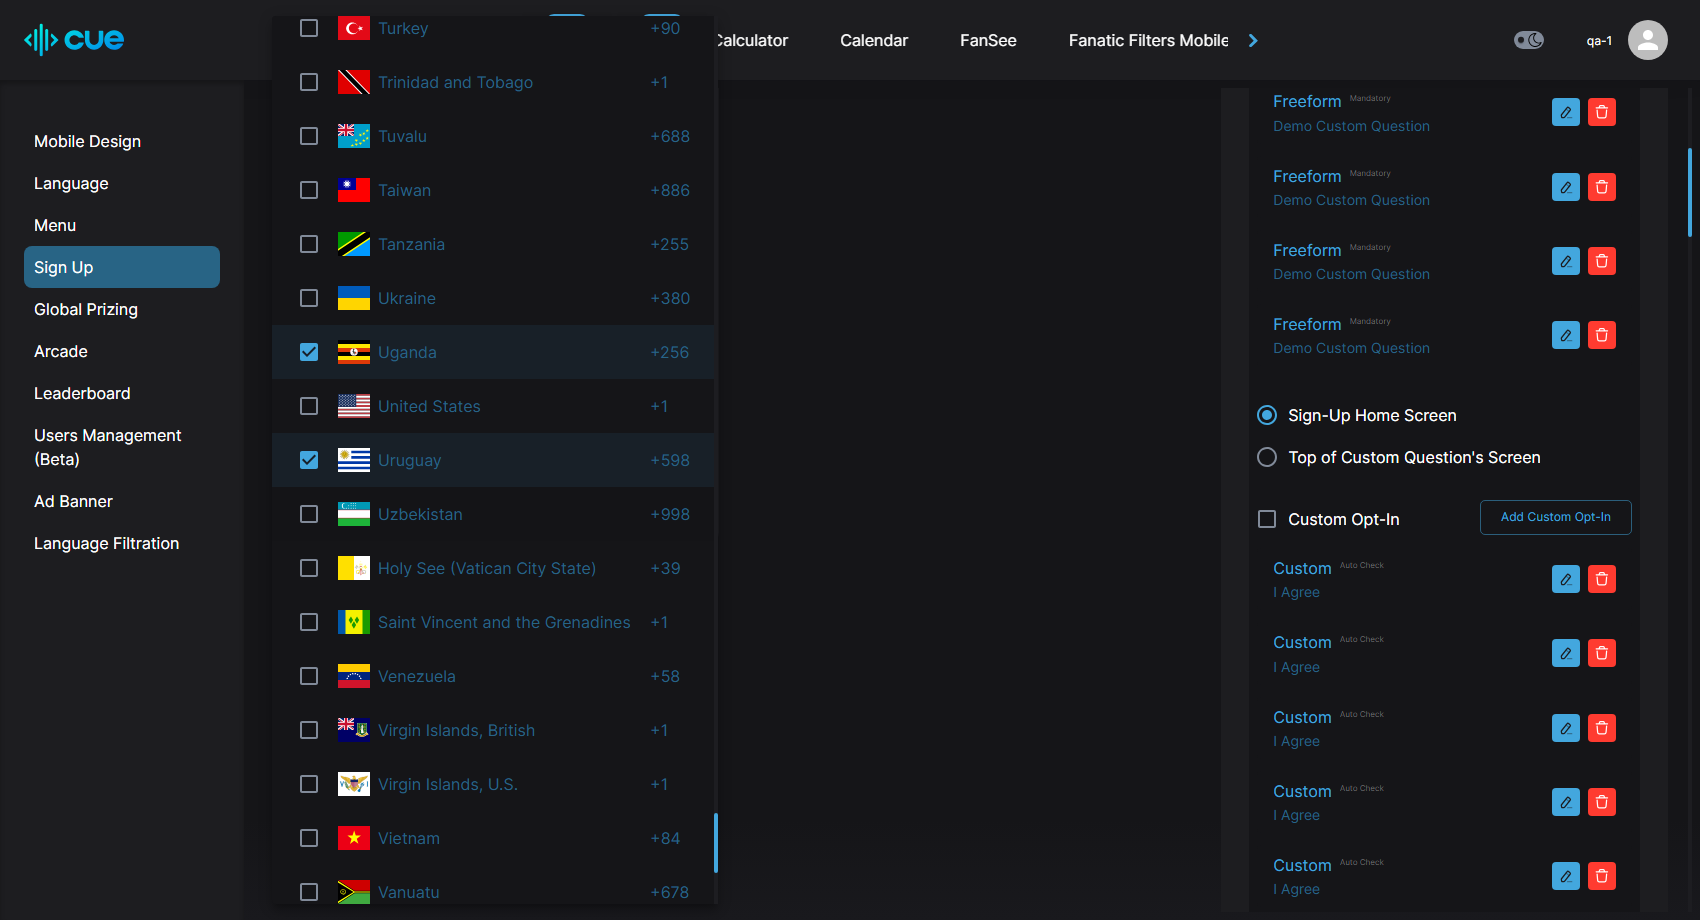 cue
Calculator
Calendar
FanSee
Fanatic Filters Mobile
qa-1
Mobile Design
Language
Menu
Sign Up
Global Prizing
Arcade
Leaderboard
Users Management
(Beta)
Ad Banner
Language Filtration
Turkey +90
Trinidad and Tobago +1
Tuvalu +688
Taiwan +886
Tanzania +255
Ukraine +380
Uganda +256
United States +1
Uruguay +598
Uzbekistan +998
Holy See (Vatican City State) +39
Saint Vincent and the Grenadines +1
Venezuela +58
Virgin Islands, British +1
Virgin Islands, U.S. +1
Vietnam +84
Vanuatu +678
Freeform Mandatory
Demo Custom Question
Freeform Mandatory
Demo Custom Question
Freeform Mandatory
Demo Custom Question
Freeform Mandatory
Demo Custom Question
Sign-Up Home Screen
Top of Custom Question's Screen
Custom Opt-In
Add Custom Opt-In
Custom Auto Check
I Agree
Custom Auto Check
I Agree
Custom Auto Check
I Agree
Custom Auto Check
I Agree
Custom Auto Check
I Agree